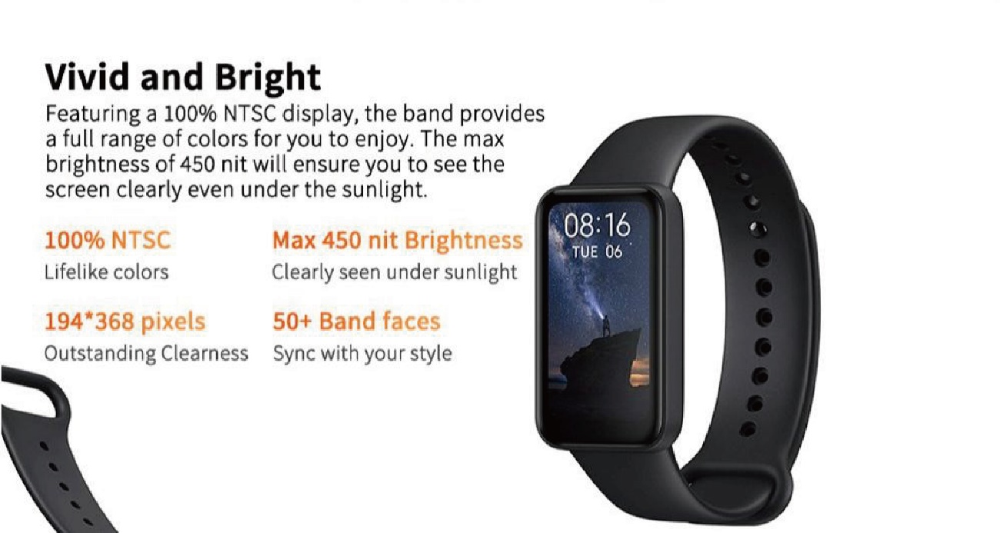 Vivid and Bright
Featuring a 100% NTSC display, the band provides
a full range of colors for you to enjoy. The max
brightness of 450 nit will ensure you to see the
screen clearly even under the sunlight.
100% NTSC
Lifelike colors
Max 450 nit Brightness
Clearly seen under sunlight
194*368 pixels
Outstanding Clearness
50+ Band faces
Sync with your style
08:16
TUE 06